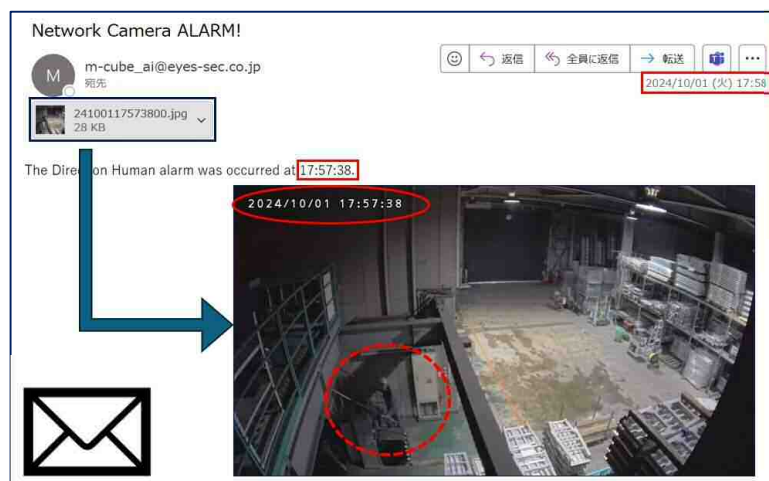 Network Camera ALARM!
M
m-cube_ai@eyes-sec.co.jp
宛先
返信
全員に返信
転送
2024/10/01 (火) 17:58
24100117573800.jpg
28 KB
The Direction Human alarm was occurred at 17:57:38.
2024/10/01 17:57:38